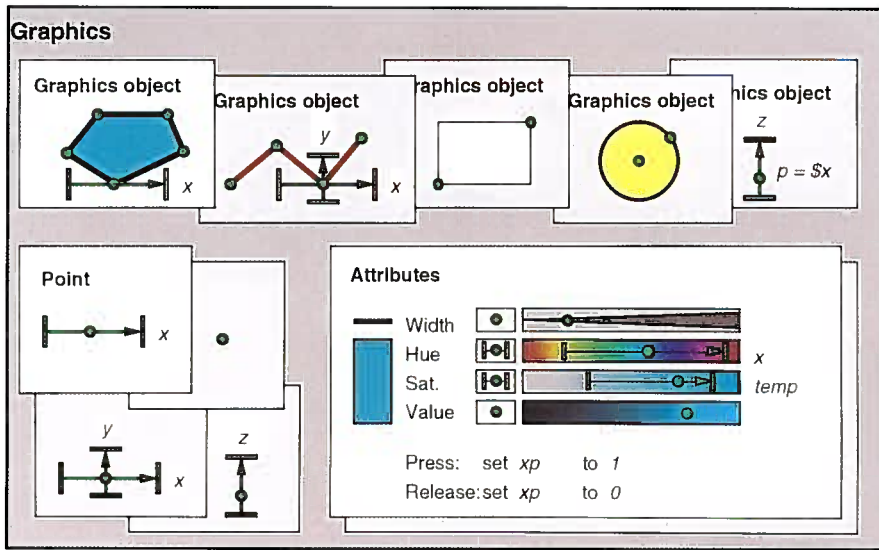 Graphics
Graphics object
Graphics object
raphics object
Graphics object
nics object
x
y
x
z
p = $x
Point
x
y
x
z
Attributes
Width
Hue
x
Sat.
temp
Value
Press: set xp to 1
Release: set xp to 0